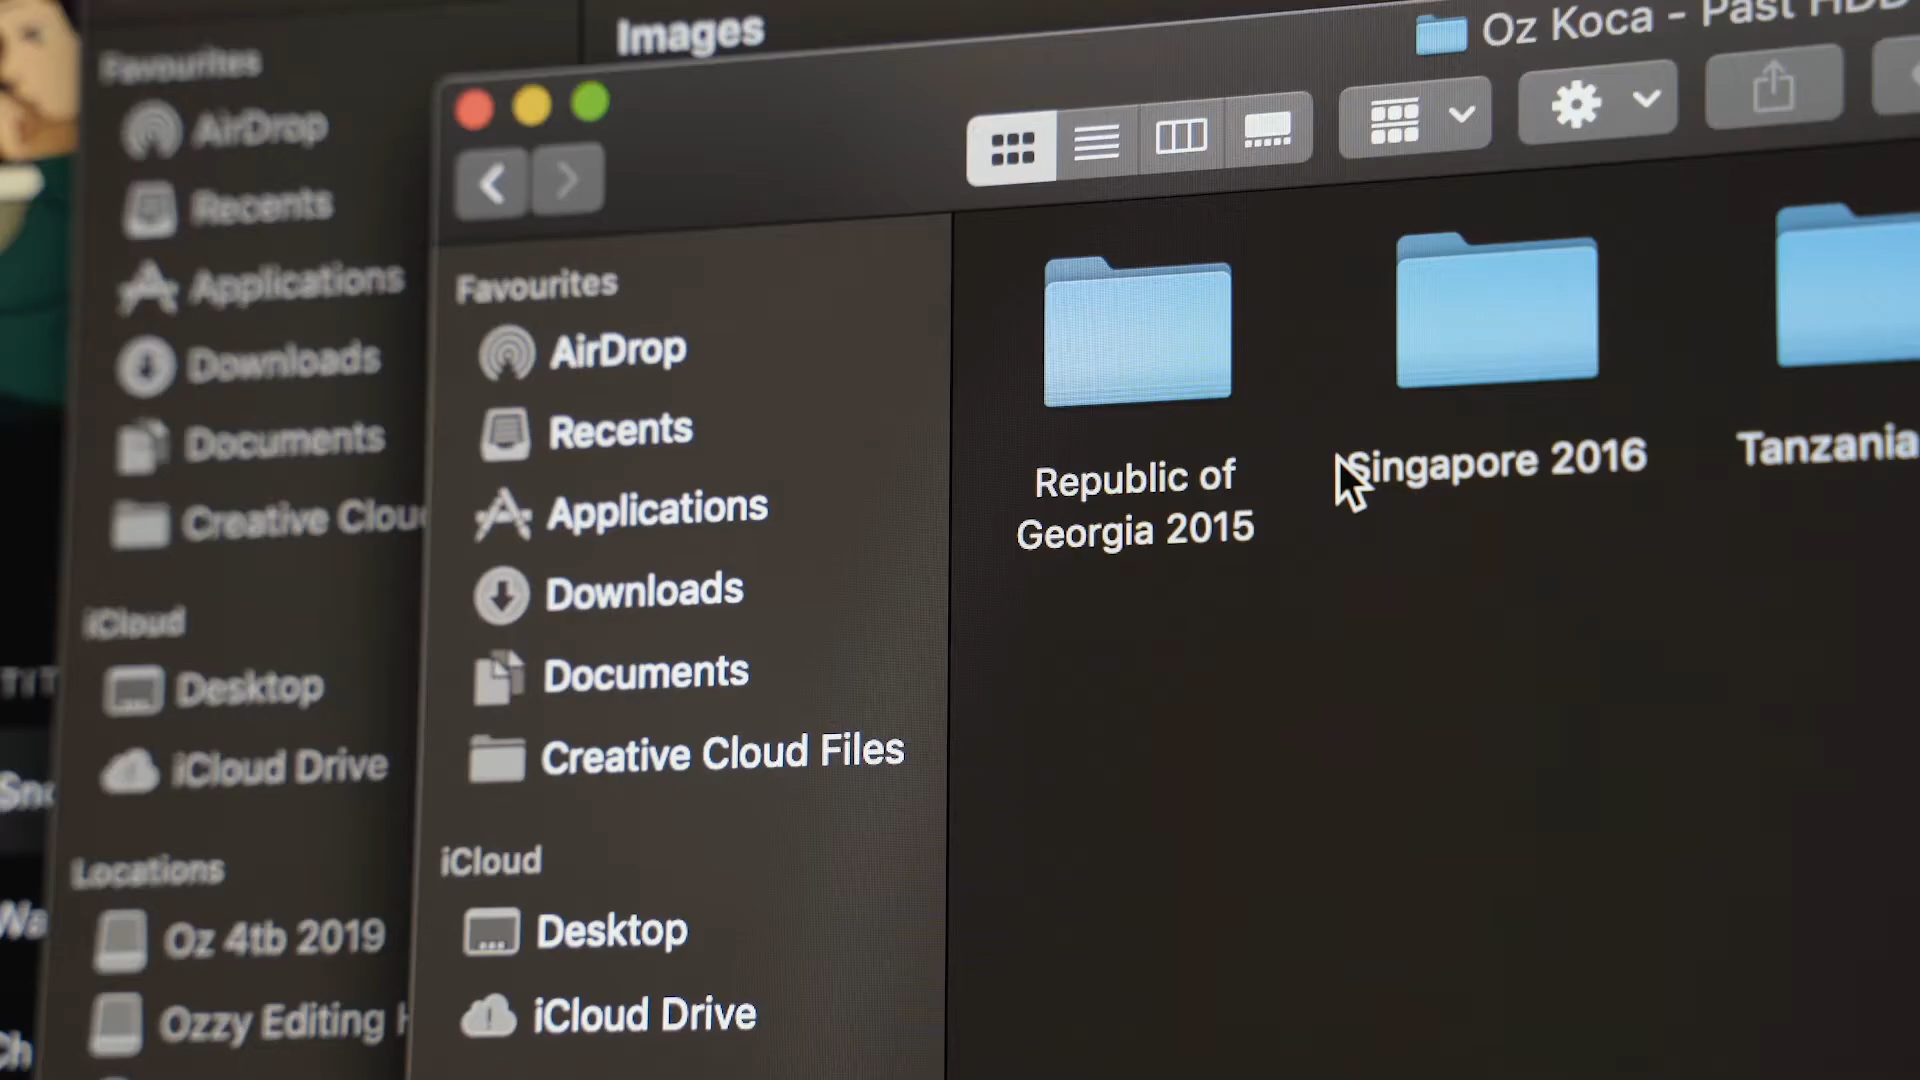 Images
Favourites
AirDrop
Recents
Applications
Downloads
Documents
Creative
iCloud
Desktop
iCloud Drive
Locations
Oz 4tb 2019
Ozzy Editing
Oz Koca - Past HDD
Favourites
AirDrop
Recents
Applications
Downloads
Documents
Creative Cloud Files
iCloud
Desktop
iCloud Drive
Republic of
Georgia 2015
Singapore 2016
Tanzania